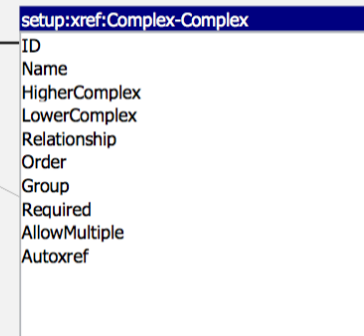 setup:xref:Complex-Complex
ID
Name
HigherComplex
LowerComplex
Relationship
Order
Group
Required
AllowMultiple
Autoxref